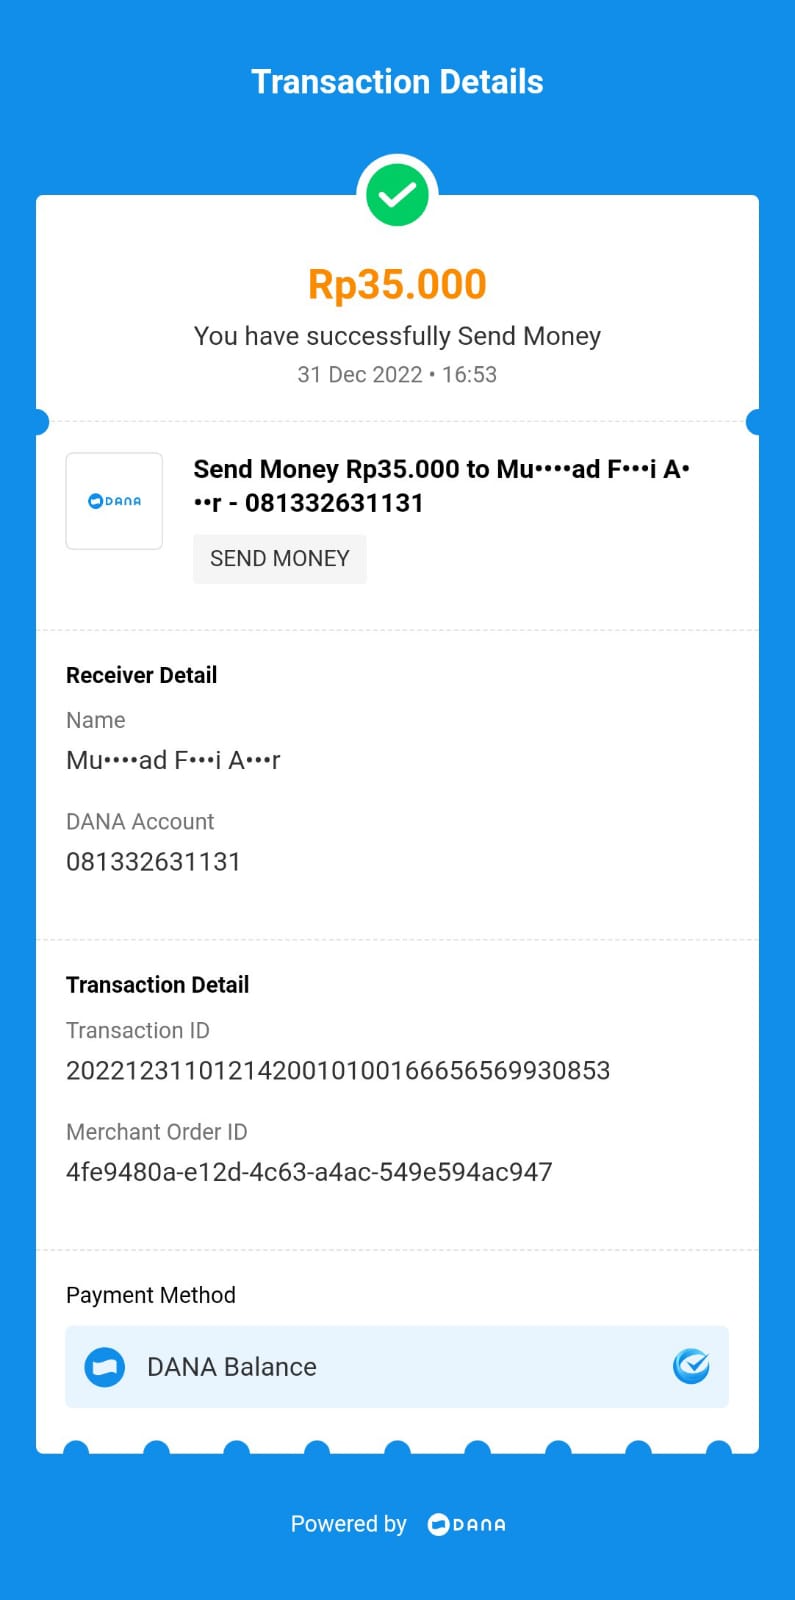 Transaction Details
Rp35.000
You have successfully Send Money
31 Dec 2022 • 16:53
DANA
Send Money Rp35.000 to Mu••••ad F•••i A•
••r - 081332631131
SEND MONEY
Receiver Detail
Name
Mu••••ad F•••i A•••r
DANA Account
081332631131
Transaction Detail
Transaction ID
2022123110121420010100166656569930853
Merchant Order ID
4fe9480a-e12d-4c63-a4ac-549e594ac947
Payment Method
DANA Balance
Powered by DANA